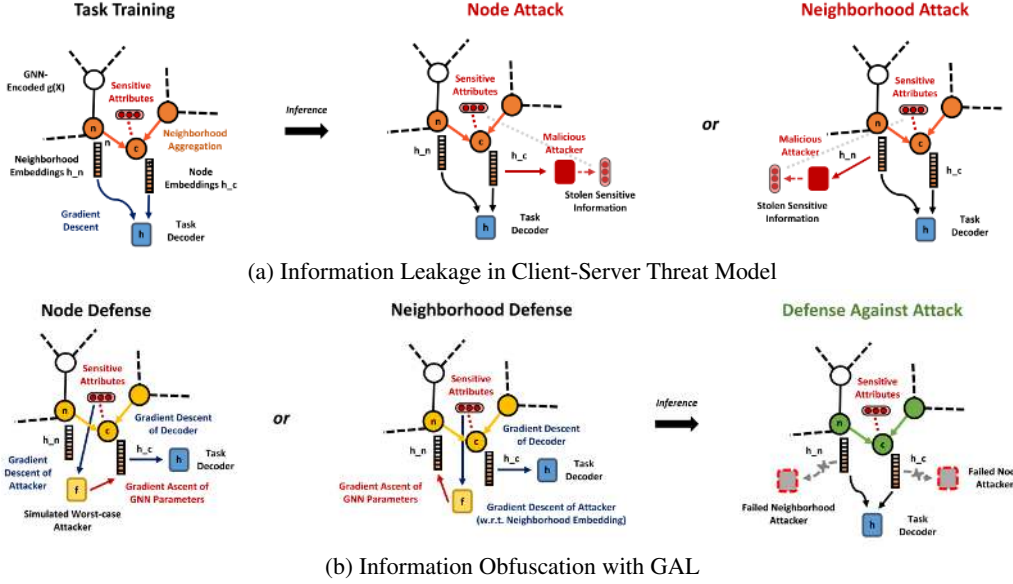 Task Training
GNN-
Encoded g(X)
Sensitive
Attributes
n
n
c
Neighborhood
Aggregation
Neighborhood
Embeddings h_n
Node
Embeddings h_c
Gradient
Descent
h
Task
Decoder
Inference
Node Attack
Sensitive
Attributes
n
c
h_n
h_c
Malicious
Attacker
Stolen Sensitive
Information
h
Task
Decoder
or
Neighborhood Attack
Sensitive
Attributes
n
c
Malicious
Attacker
h_n
h_c
Stolen Sensitive
Information
h
Task
Decoder
(a) Information Leakage in Client-Server Threat Model
Node Defense
Sensitive
Attributes
n
c
h_n
Gradient Descent
of Decoder
h_c
h
Task
Decoder
Gradient
Descent of
Attacker
f
Gradient Ascent of
GNN Parameters
Simulated Worst-case
Attacker
or
Neighborhood Defense
Sensitive
Attributes
n
c
h_n
Gradient Descent
of Decoder
h_c
h
Task
Decoder
Gradient Ascent of
GNN Parameters
f
Gradient Descent of Attacker
(w.r.t. Neighborhood Embedding)
Inference
Defense Against Attack
Sensitive
Attributes
n
c
h_n
h_c
Failed Node
Attacker
Failed Neighborhood
Attacker
h
Task
Decoder
(b) Information Obfuscation with GAL